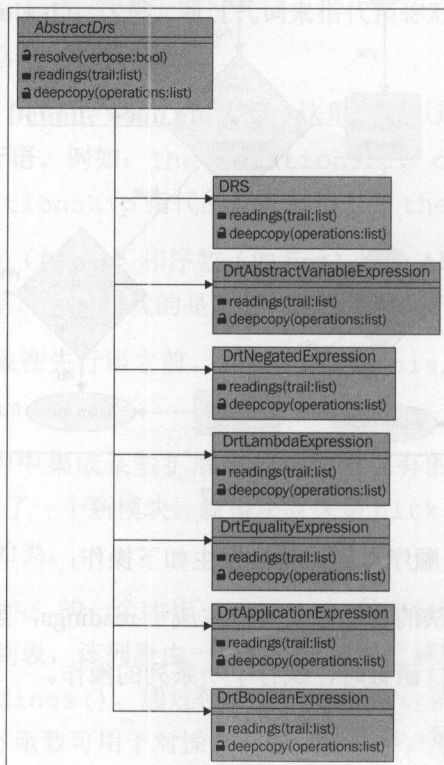 AbstractDrs
resolve(verbose:bool)
readings(trail:list)
deepcopy(operations:list)
DRS
readings(trail:list)
deepcopy(operations:list)
DrtAbstractVariableExpression
readings(trail:list)
deepcopy(operations:list)
DrtNegatedExpression
readings(trail:list)
deepcopy(operations:list)
DrtLambdaExpression
readings(trail:list)
deepcopy(operations:list)
DrtEqualityExpression
readings(trail:list)
deepcopy(operations:list)
DrtApplicationExpression
readings(trail:list)
deepcopy(operations:list)
DrtBooleanExpression
readings(trail:list)
deepcopy(operations:list)